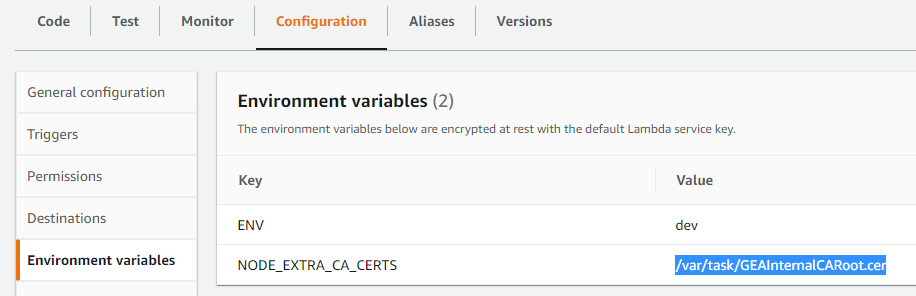 Code Test Monitor Configuration Aliases Versions
General configuration
Triggers
Permissions
Destinations
Environment variables
Environment variables (2)
The environment variables below are encrypted at rest with the default Lambda service key.
Key Value
ENV dev
NODE_EXTRA_CA_CERTS /var/task/GEAInternalCARoot.cer